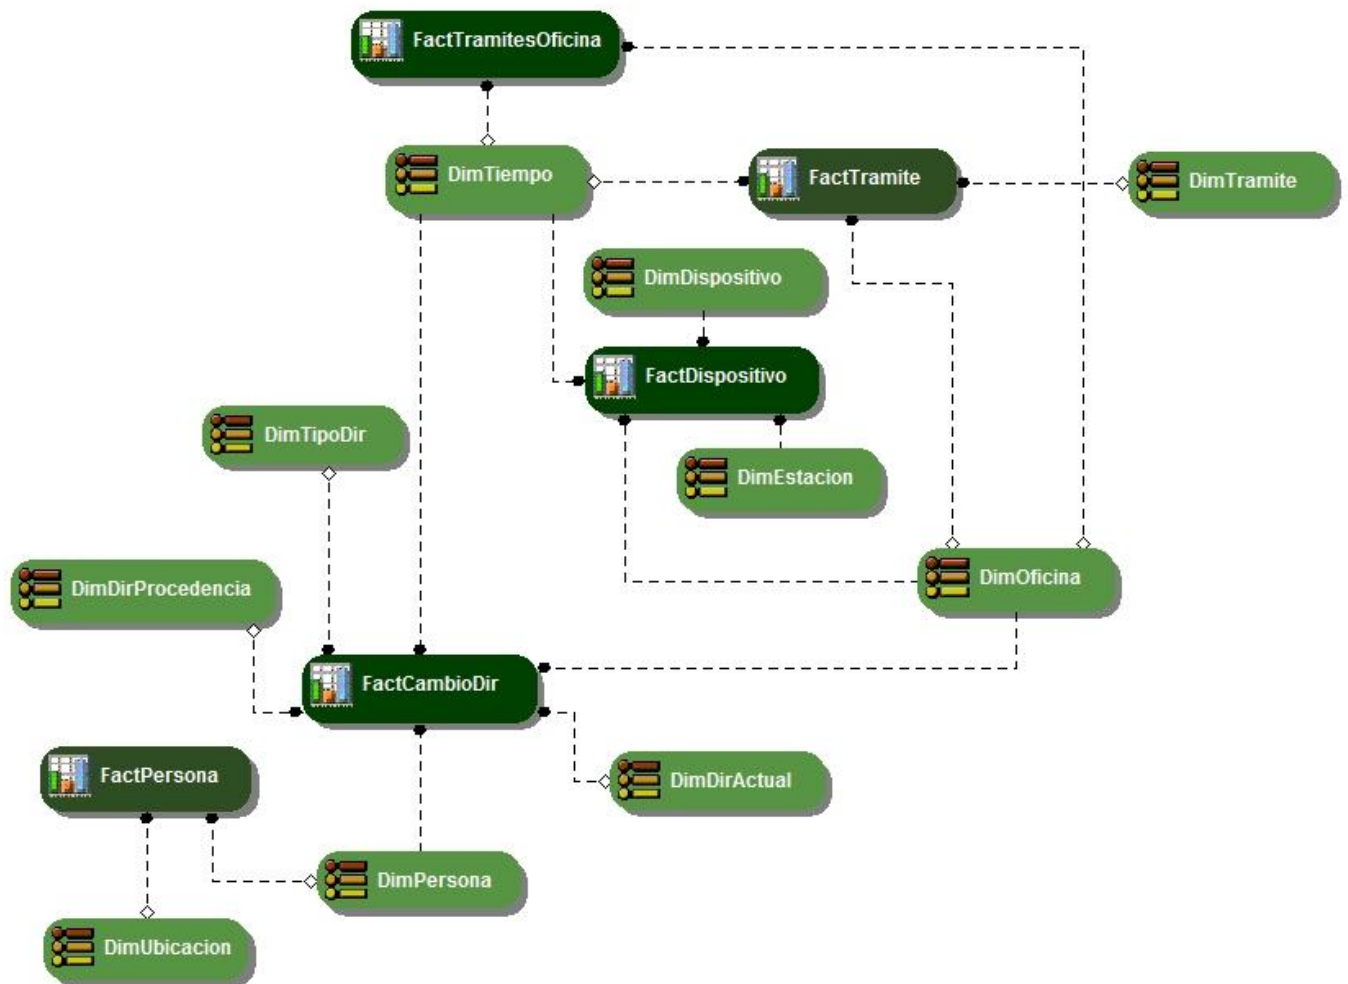 FactTramitesOficina
DimTiempo
FactTramite
DimTramite
DimDispositivo
FactDispositivo
DimTipoDir
DimEstacion
DimOficina
DimDirProcedencia
FactCambioDir
FactPersona
DimDirActual
DimPersona
DimUbicacion